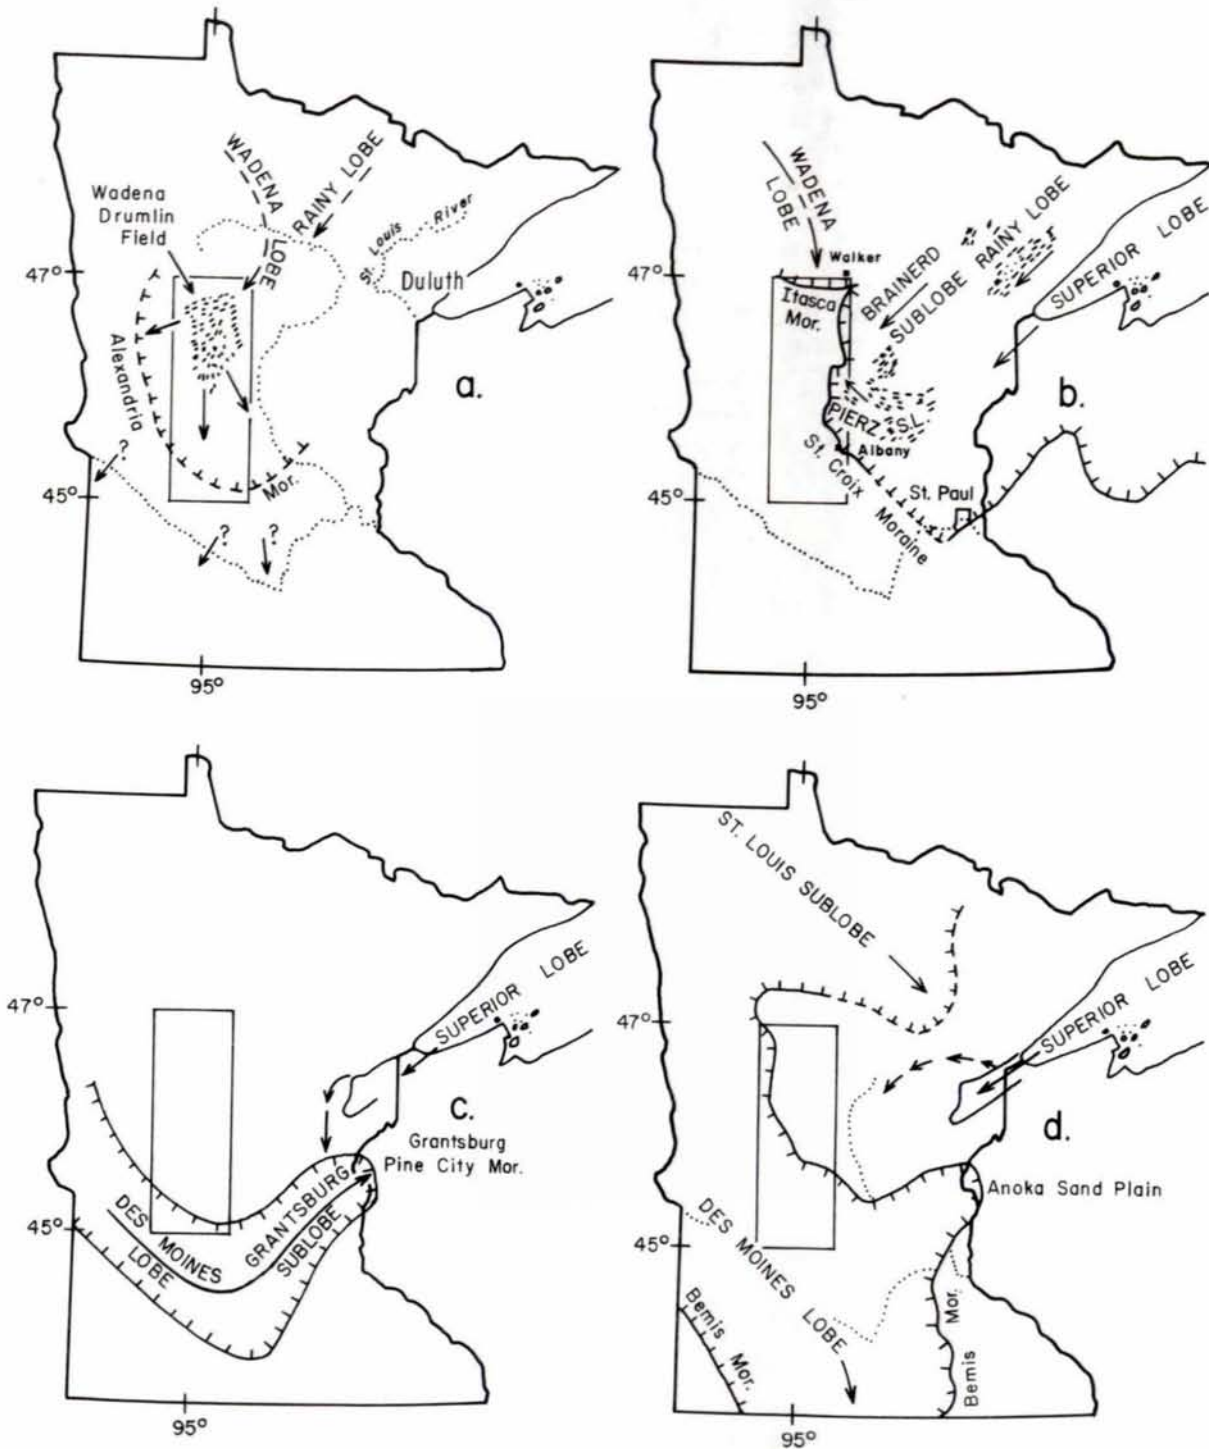 WADENA
LOBE
RAINY LOBE
Wadena
Drumlin
Field
St. Louis
River
47°
Duluth
Alexandria
a.
?
Mor.
45°
?
?
95°
WADENA
LOBE
Walker
47°
Itasca
Mor.
BRAINERD
SUBLOBE
RAINY LOBE
SUPERIOR LOBE
b.
PIERZ S.L.
Albany
St. Croix
Moraine
45°
St. Paul
95°
47°
SUPERIOR LOBE
c.
Grantsburg
Pine City Mor.
45°
DES MOINES
LOBE
GRANTSBURG
SUBLOBE
95°
ST. LOUIS SUBLOBE
47°
SUPERIOR LOBE
d.
Anoka Sand Plain
45°
DES MOINES LOBE
Bemis
Mor.
Mor.
Bemis
95°